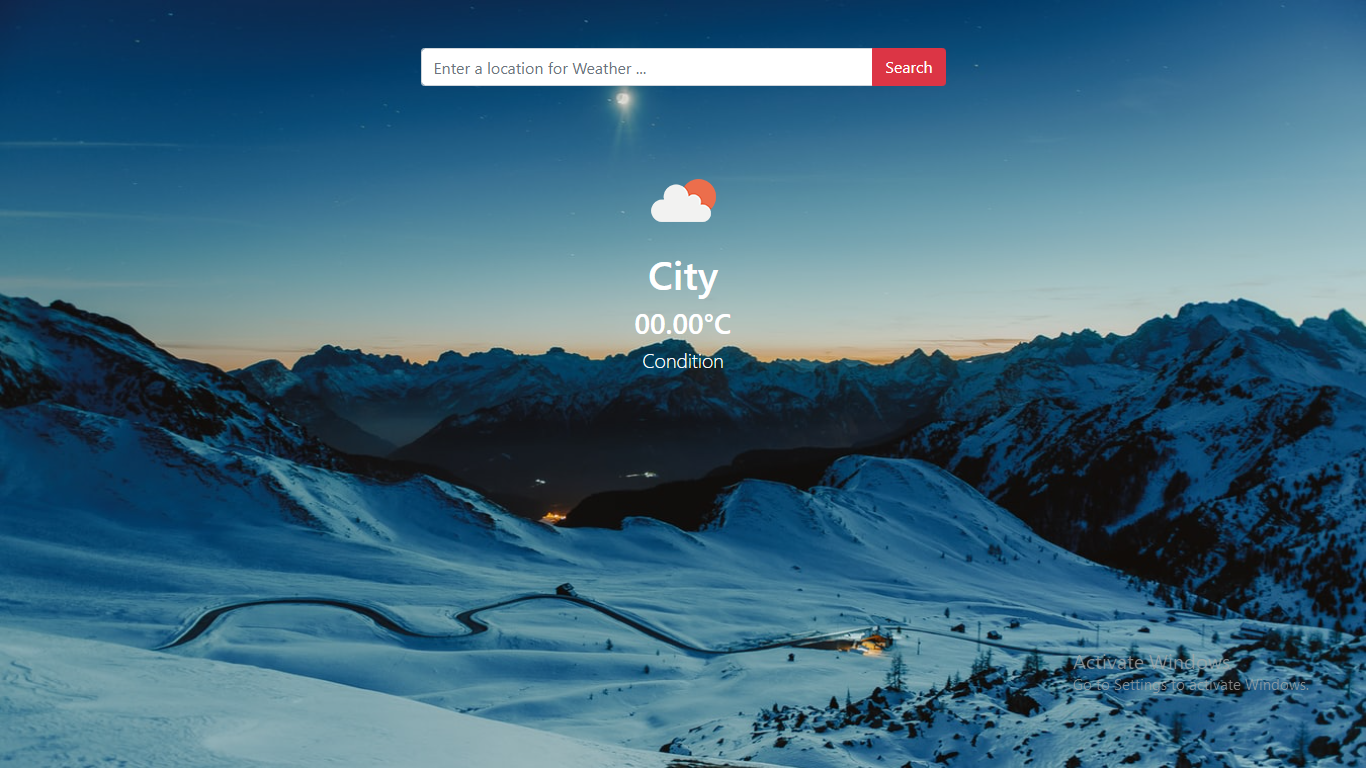 Enter a location for Weather ...
Search
City
00.00°C
Condition
Activate Windows
Go to Settings to activate Windows.